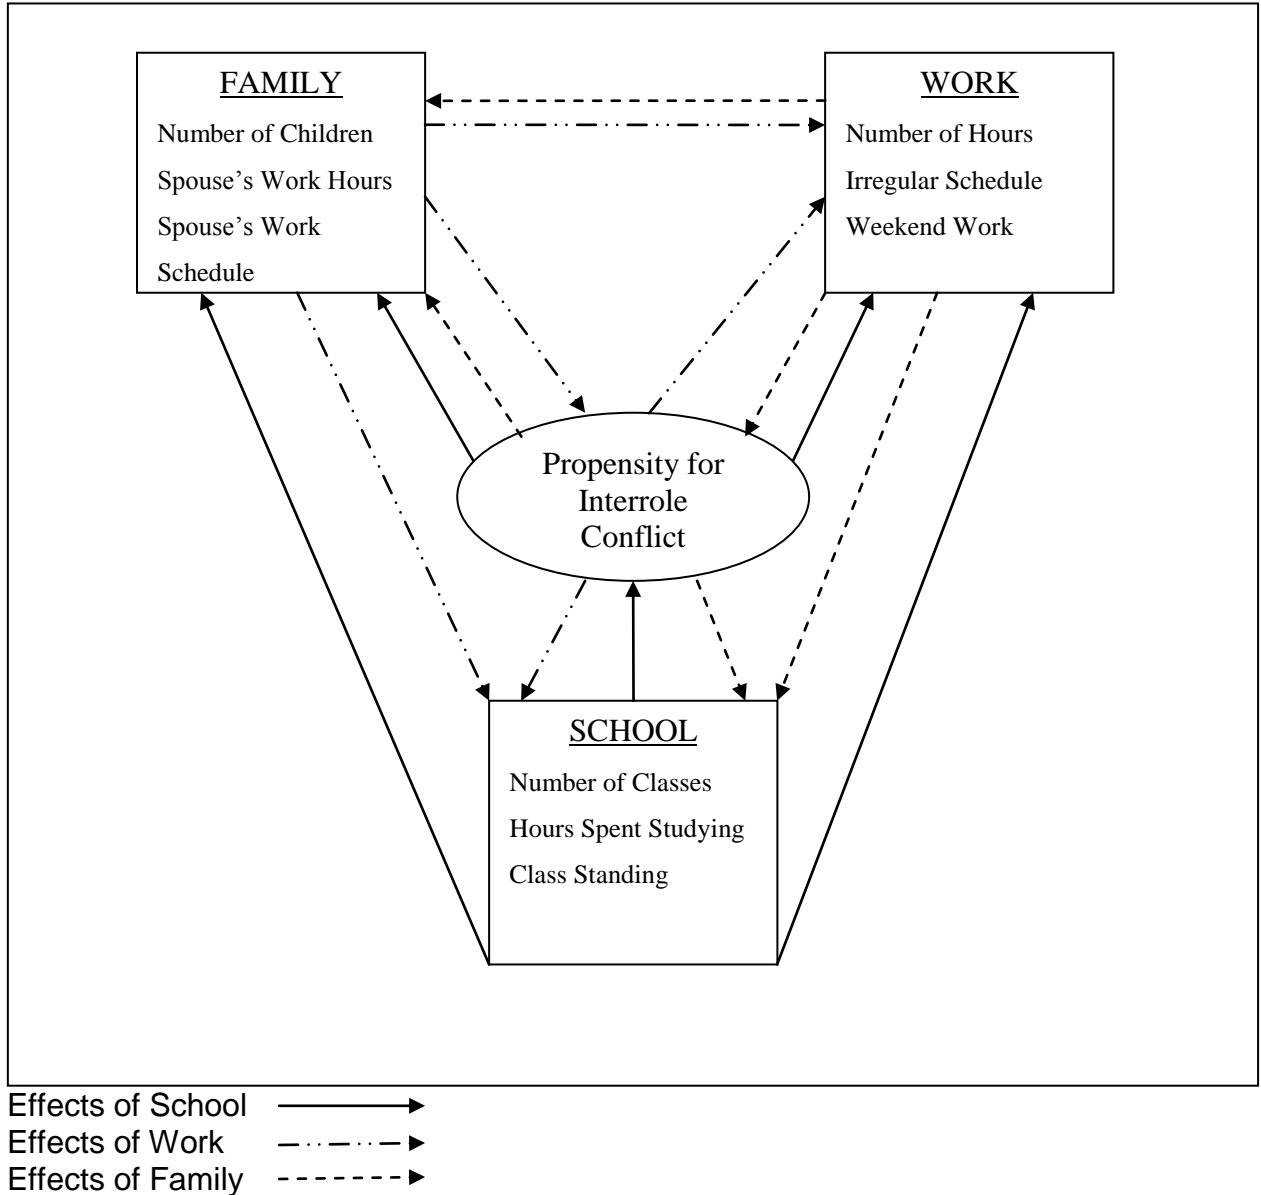 FAMILY
Number of Children
Spouse’s Work Hours
Spouse’s Work
Schedule
WORK
Number of Hours
Irregular Schedule
Weekend Work
Propensity for
Interrole
Conflict
SCHOOL
Number of Classes
Hours Spent Studying
Class Standing
Effects of School
Effects of Work
Effects of Family